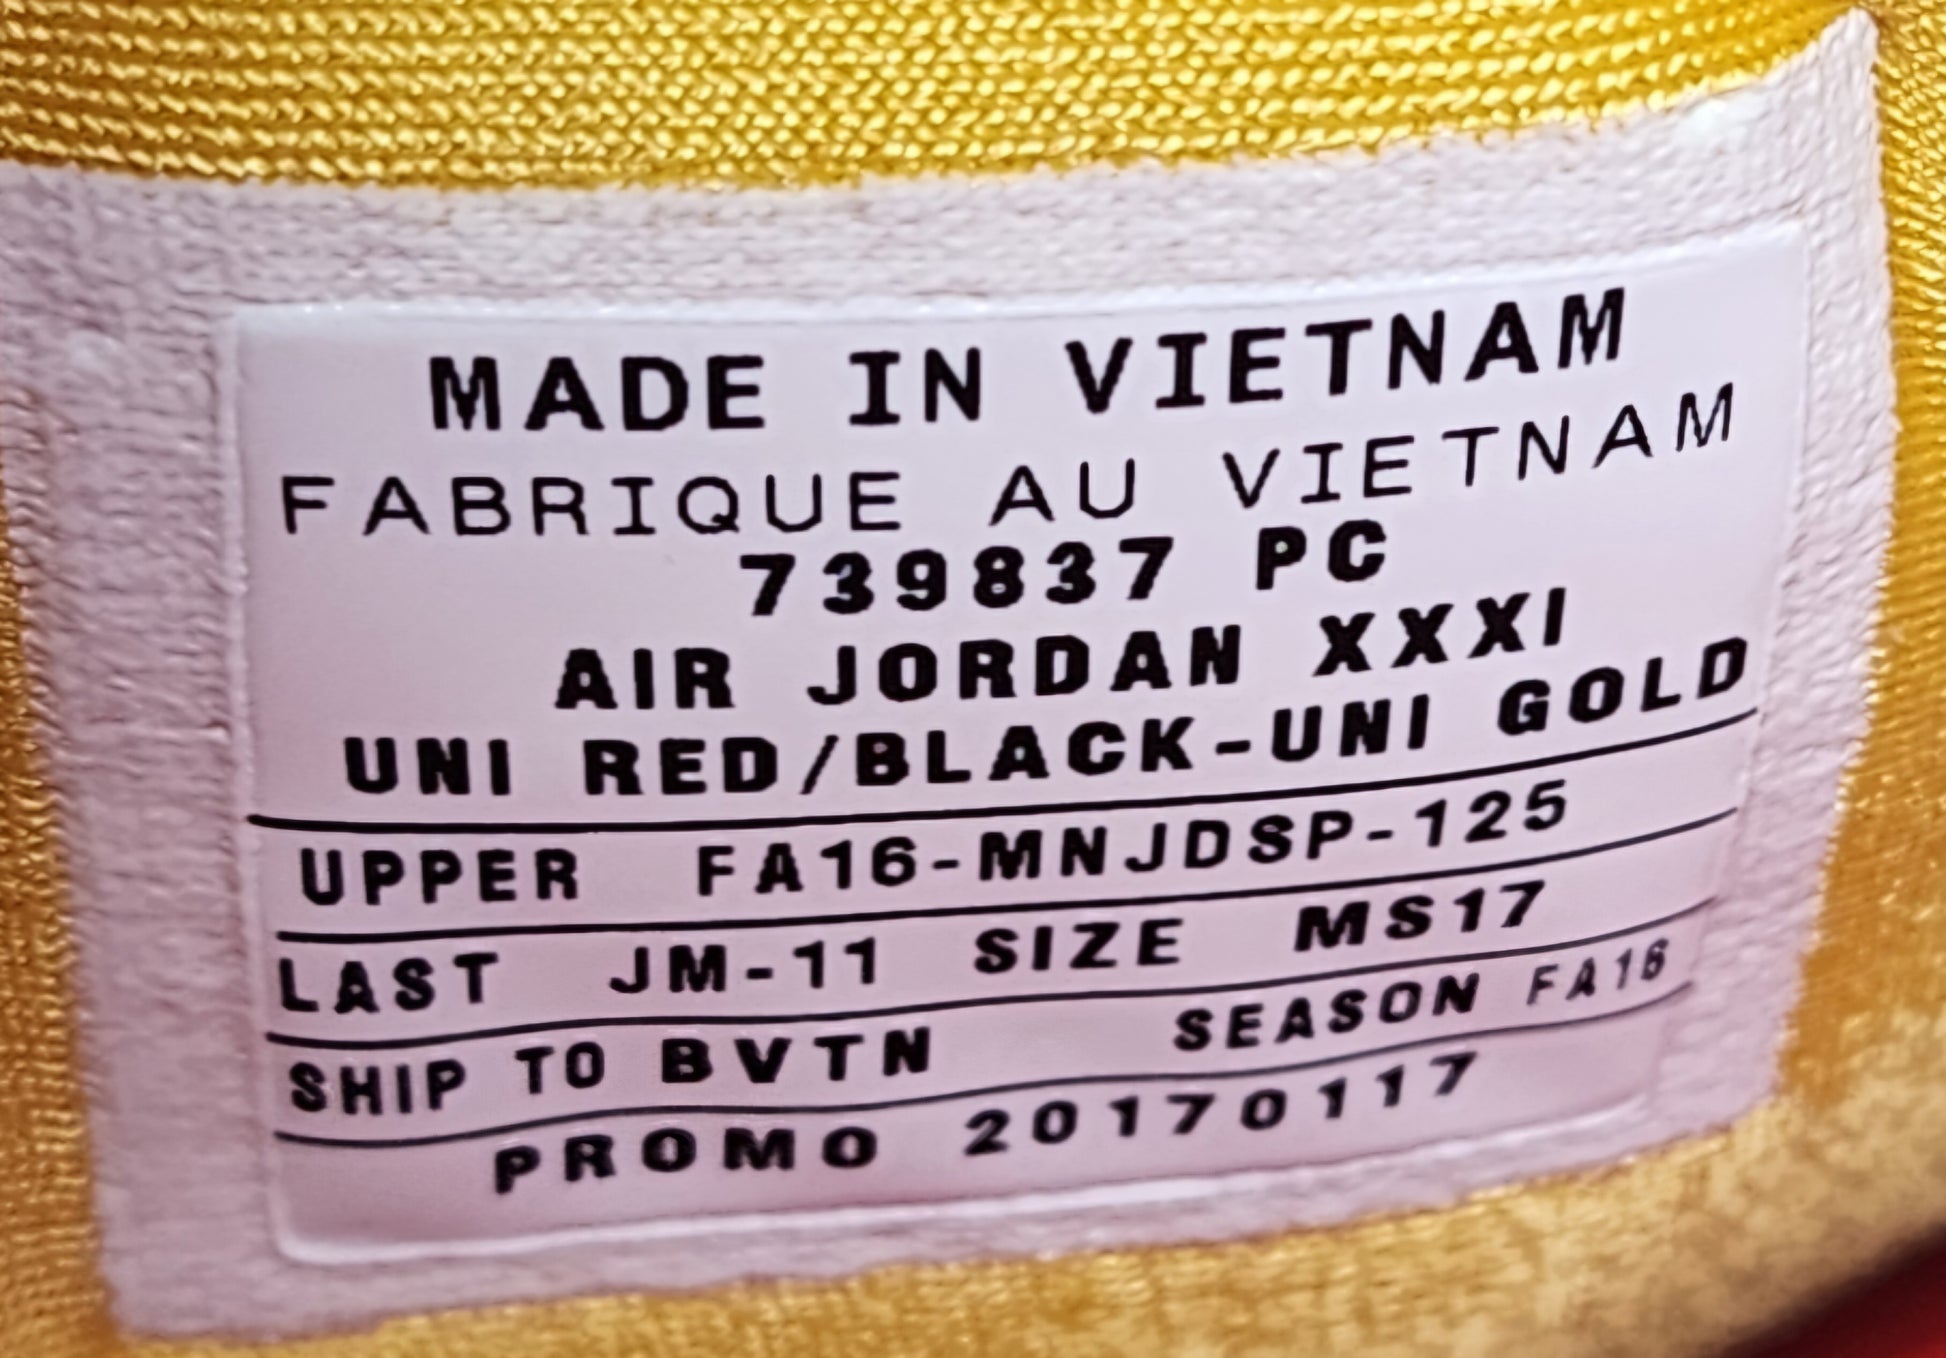 MADE IN VIETNAM
FABRIQUE AU VIETNAM
739837 PC
AIR JORDAN XXXI
UNI RED/BLACK-UNI GOLD
UPPER FA16-MNJDSP-125
LAST JM-11 SIZE MS17
SHIP TO BVTN SEASON FA16
PROMO 20170117